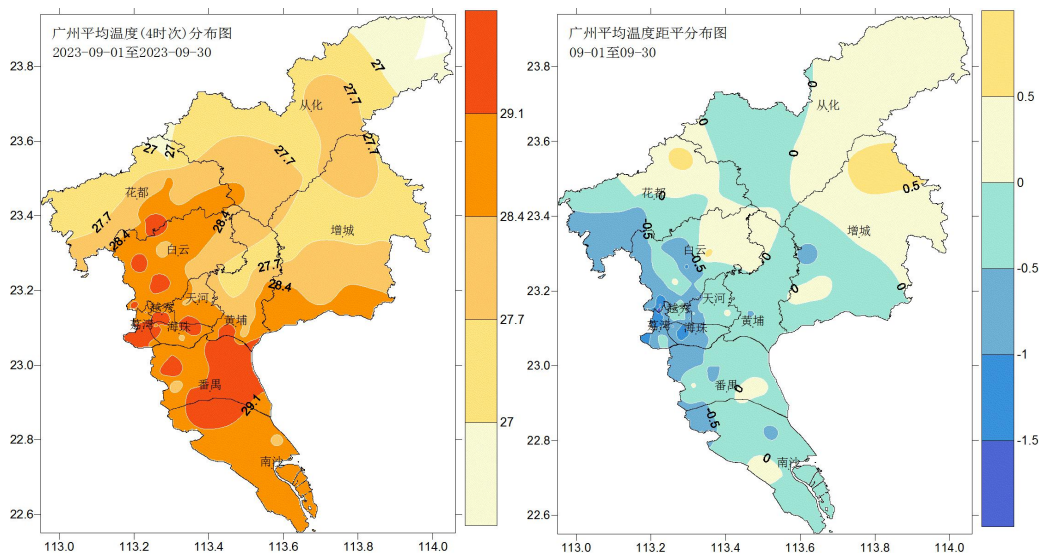 广州平均温度(4时次)分布图
2023-09-01至2023-09-30
23.8
23.6
23.4
23.2
23.0
22.8
22.6
113.0
113.2
113.4
113.6
113.8
114.0
27
27.7
从化
27.7
27
27
27.7
花都
27.7
28.4
28.4
白云
增城
27.7
28.4
天河
越秀
荔湾
海珠
黄埔
番禺
29.1
南沙
29.1
28.4
27.7
27
广州平均温度距平分布图
09-01至09-30
23.8
23.6
23.4
23.2
23.0
22.8
22.6
113.0
113.2
113.4
113.6
113.8
114.0
0
从化
0
0
0.5
花都
0
-0.5
白云
-0.5
0
增城
0
0
天河
越秀
荔湾
海珠
黄埔
番禺
0
-0.5
0
南沙
0.5
0
-0.5
-1
-1.5